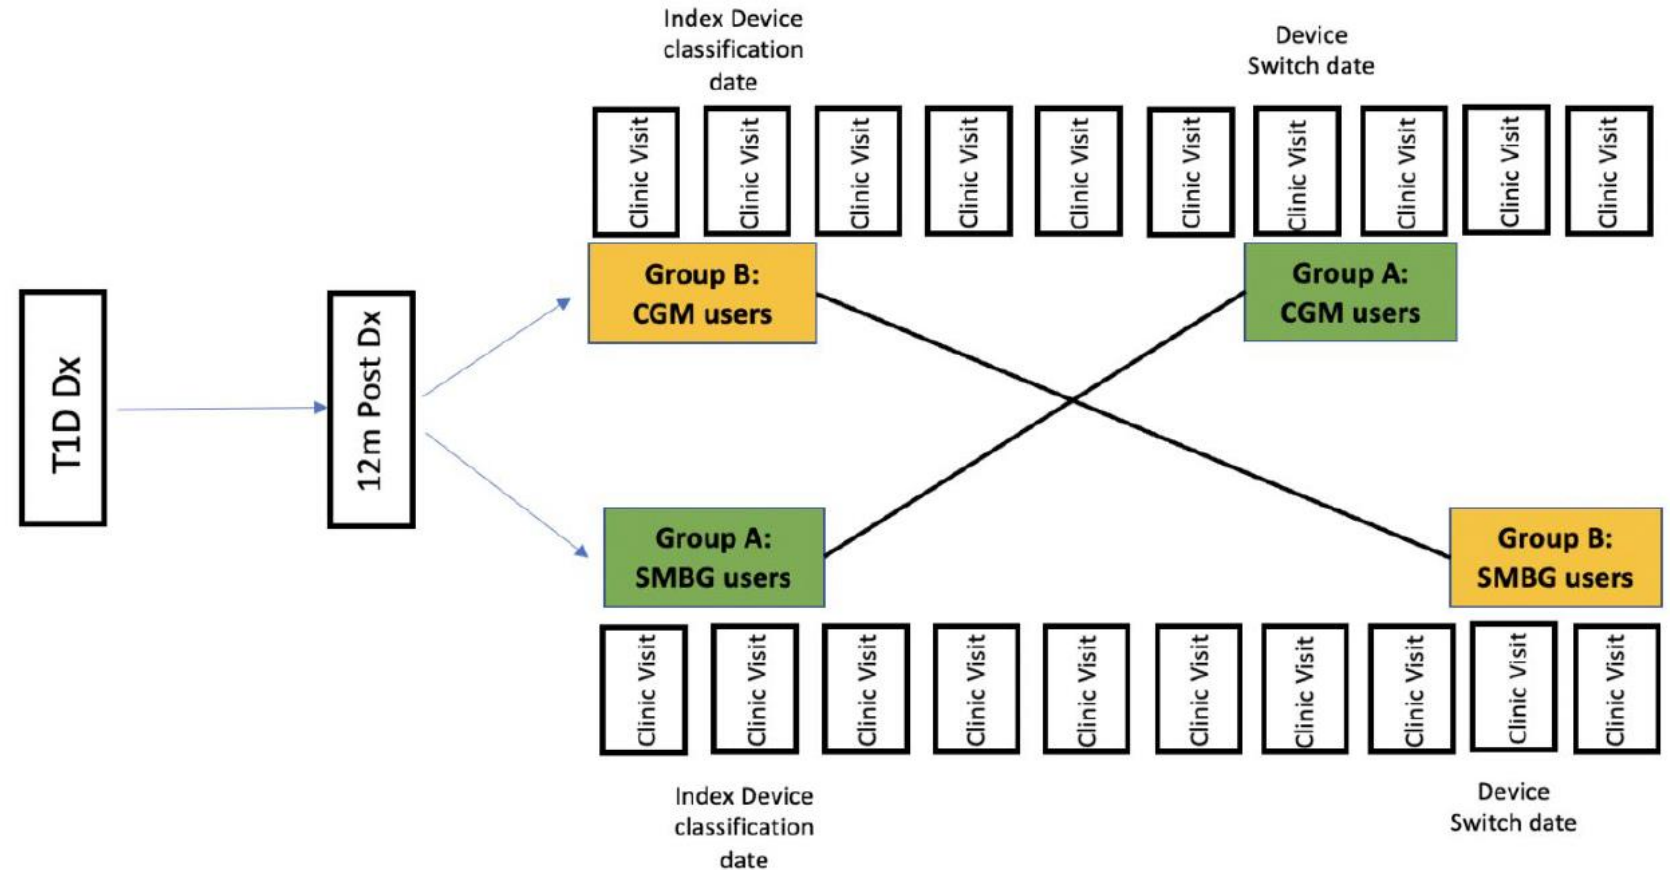 Index Device
classification
date
Device
Switch date
Clinic Visit
Clinic Visit
Clinic Visit
Clinic Visit
Clinic Visit
Clinic Visit
Clinic Visit
Clinic Visit
Clinic Visit
Clinic Visit
Group B:
CGM users
Group A:
CGM users
T1D Dx
12m Post Dx
Group A:
SMBG users
Group B:
SMBG users
Clinic Visit
Clinic Visit
Clinic Visit
Clinic Visit
Clinic Visit
Clinic Visit
Clinic Visit
Clinic Visit
Clinic Visit
Clinic Visit
Index Device
classification
date
Device
Switch date